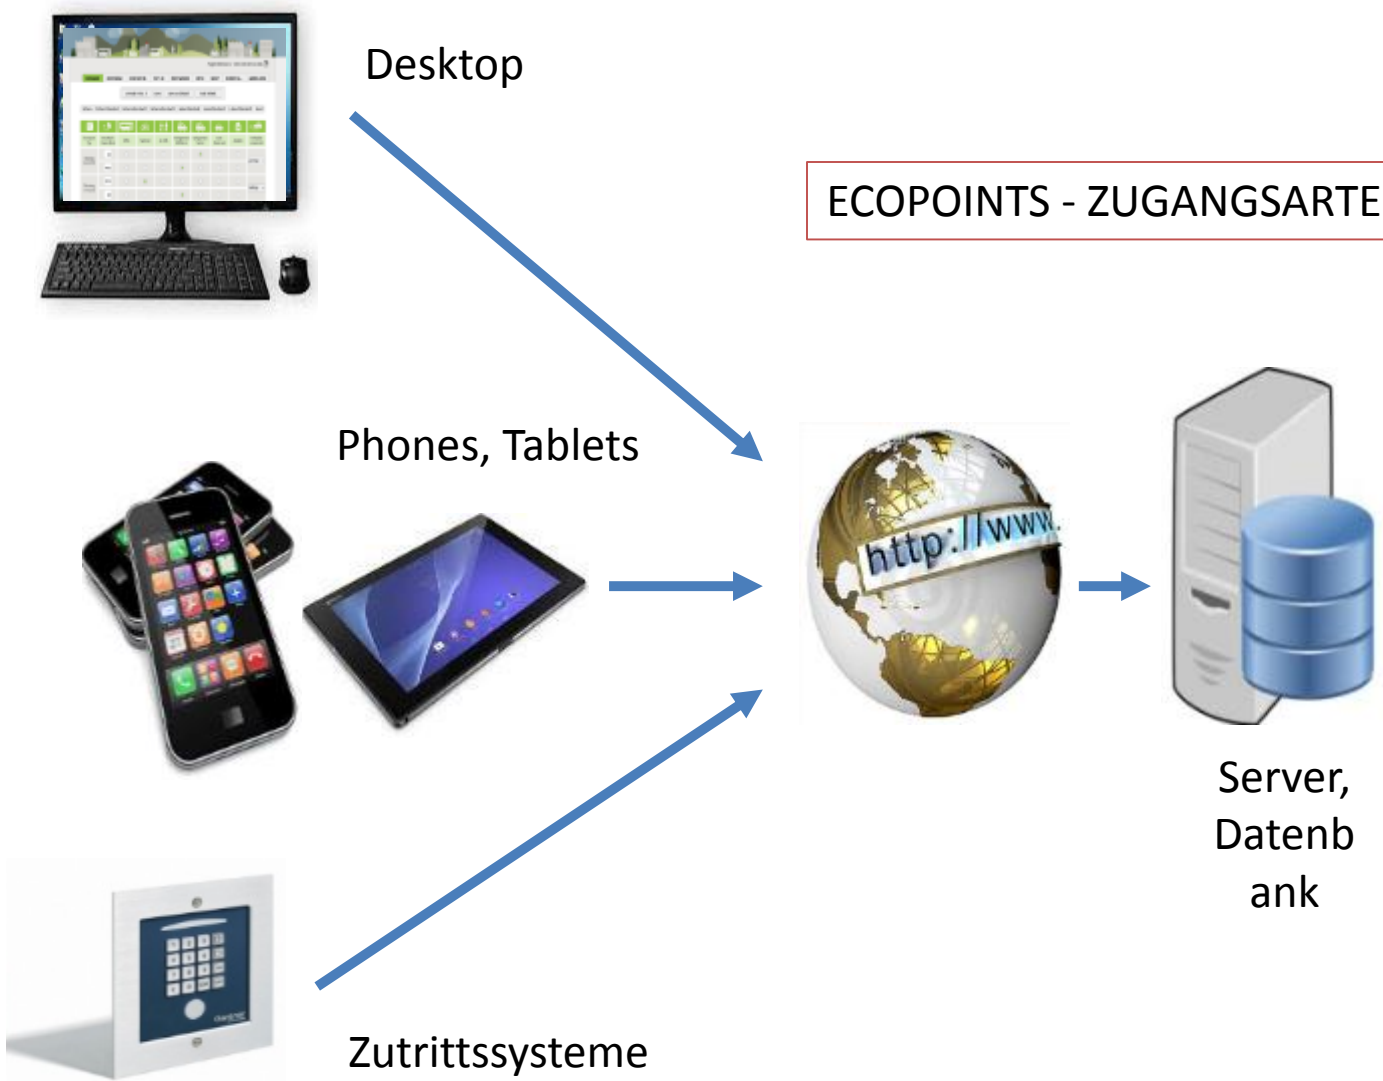 Desktop
ECOPOINTS - ZUGANGSARTE
Phones, Tablets
http://www.
Server,
Datenb
ank
Zutrittssysteme